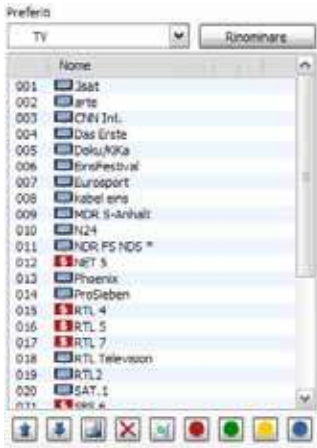 Preferiti
TV Rinominare
Nome
001 3sat
002 arte
003 CNN Int.
004 Das Erste
005 Doku/KiKa
006 EinsFestival
007 Eurosport
008 kabel eins
009 MDR S-Anhalt
010 N24
011 NDR FS NDS *
012 $ NET 5
013 Phoenix
014 ProSieben
015 $ RTL 4
016 $ RTL 5
017 $ RTL 7
018 RTL Television
019 RTL2
020 SAT.1
021 $ SBS 6